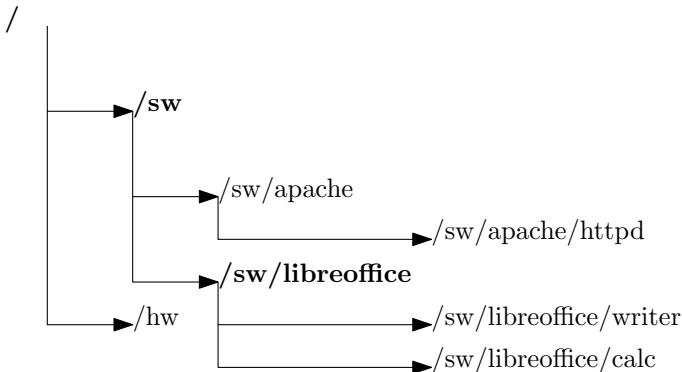 /
/sw
/sw/apache
/sw/apache/httpd
/sw/libreoffice
/hw
/sw/libreoffice/writer
/sw/libreoffice/calc